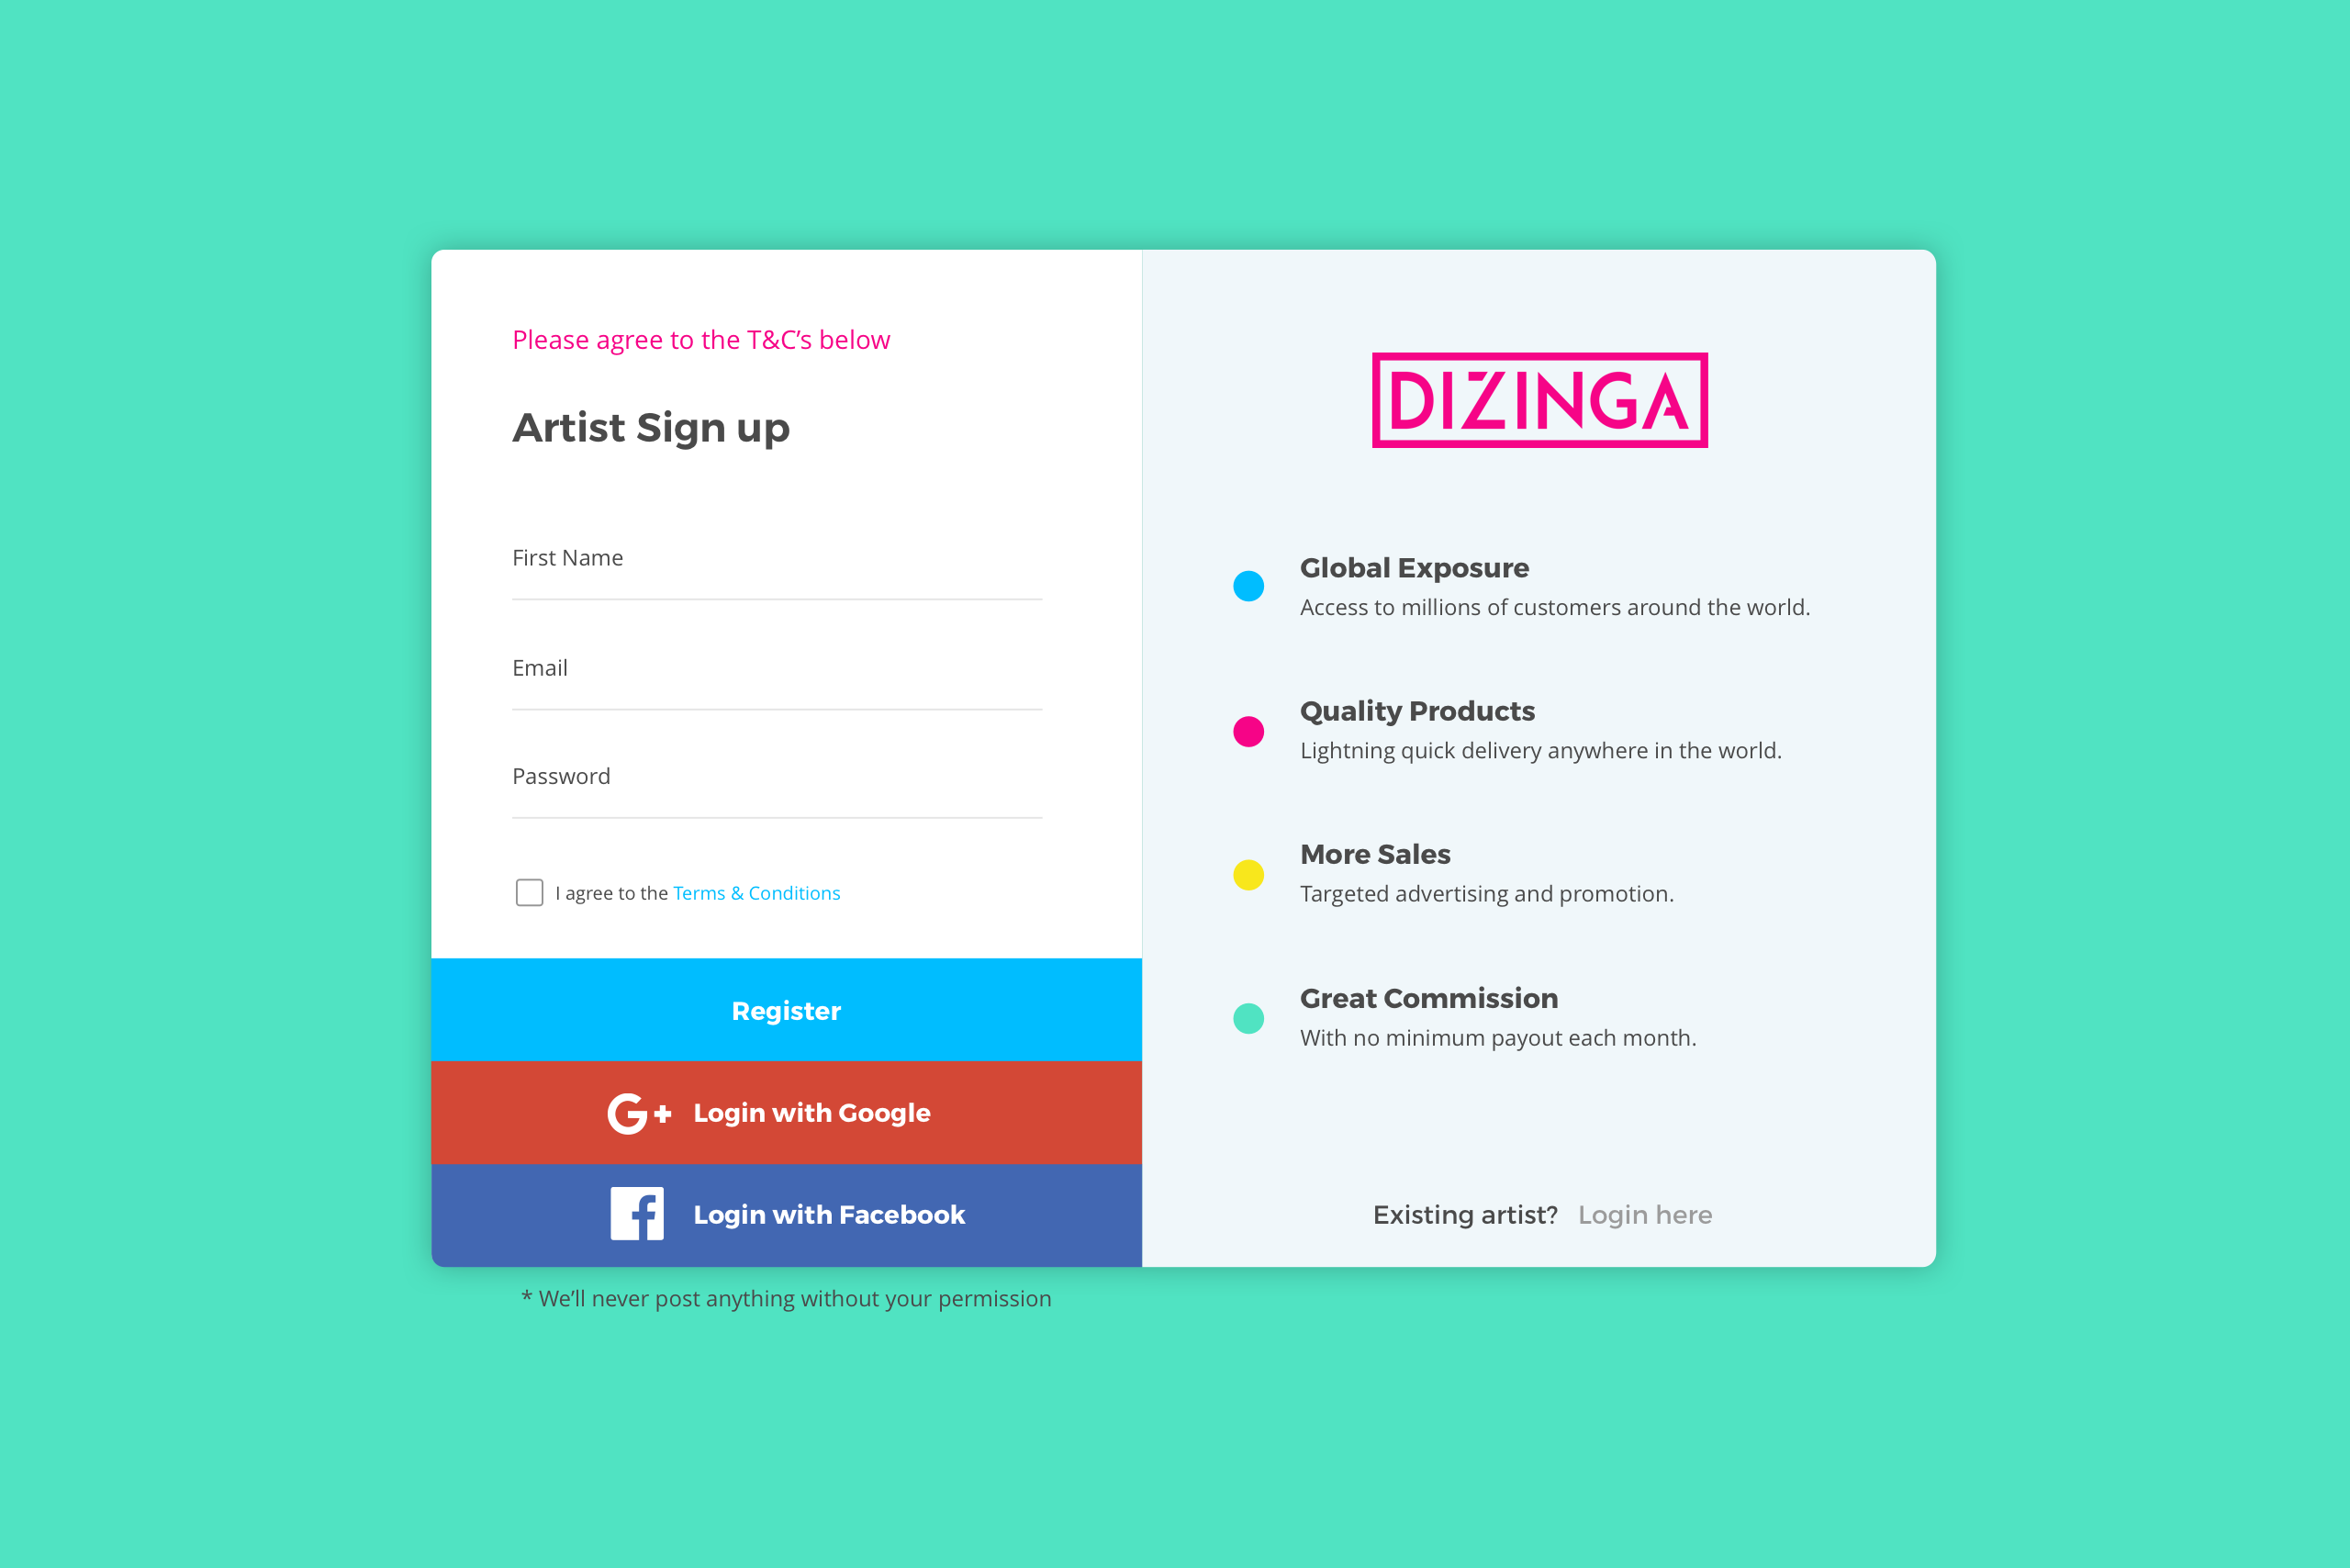 Please agree to the T&C’s below
Artist Sign up
First Name
Email
Password
I agree to the Terms & Conditions
Register
G+ Login with Google
f Login with Facebook
* We’ll never post anything without your permission
DIZINGA
Global Exposure
Access to millions of customers around the world.
Quality Products
Lightning quick delivery anywhere in the world.
More Sales
Targeted advertising and promotion.
Great Commission
With no minimum payout each month.
Existing artist? Login here